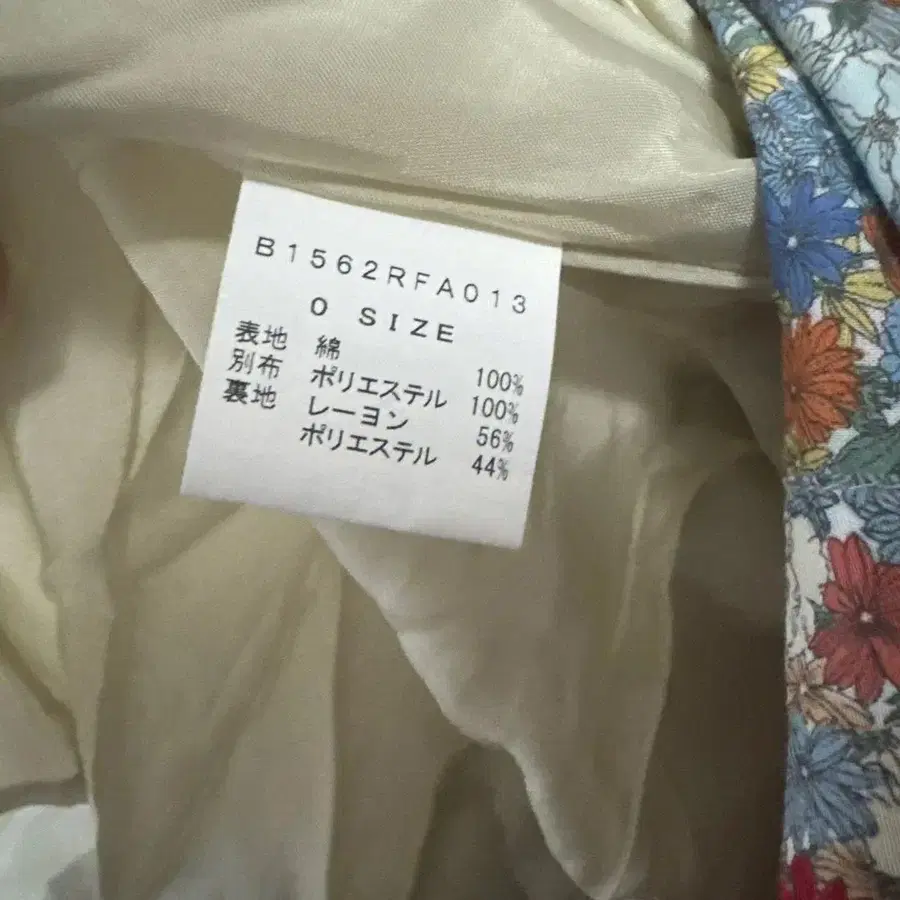 B1562RFA013
0 SIZE
表地 綿 100%
別布 ポリエステル 100%
裏地 レーヨン 56%
ポリエステル 44%